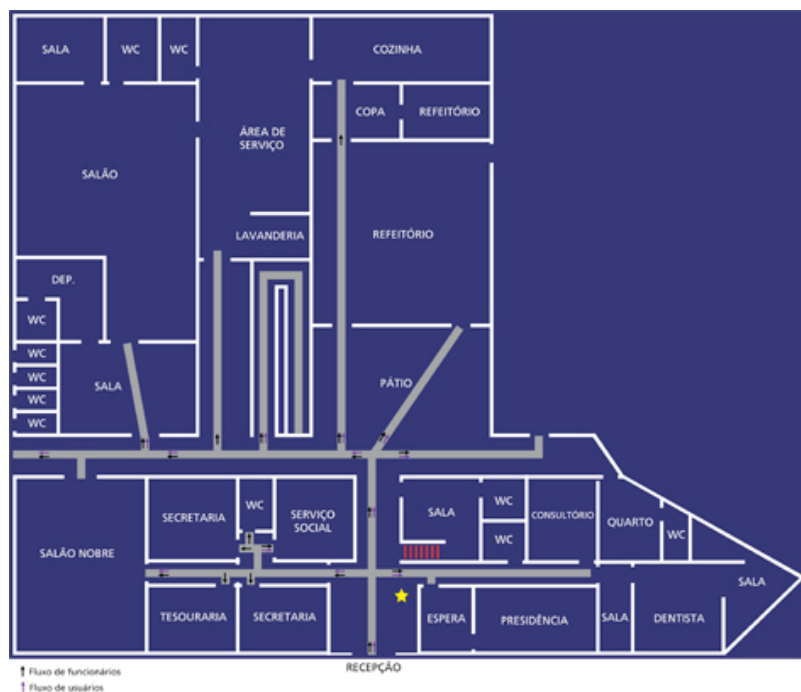 SALA
WC
WC
COZINHA
COPA
REFEITÓRIO
ÁREA DE
SERVIÇO
SALÃO
LAVANDERIA
REFEITÓRIO
DEP.
WC
WC
WC
WC
WC
SALA
PÁTIO
SECRETARIA
WC
SERVIÇO
SOCIAL
SALA
WC
WC
CONSULTÓRIO
QUARTO
WC
SALÃO NOBRE
SALA
TESOURARIA
SECRETARIA
ESPERA
PRESIDÊNCIA
SALA
DENTISTA
RECEPÇÃO
Fluxo de funcionários
Fluxo de usuários